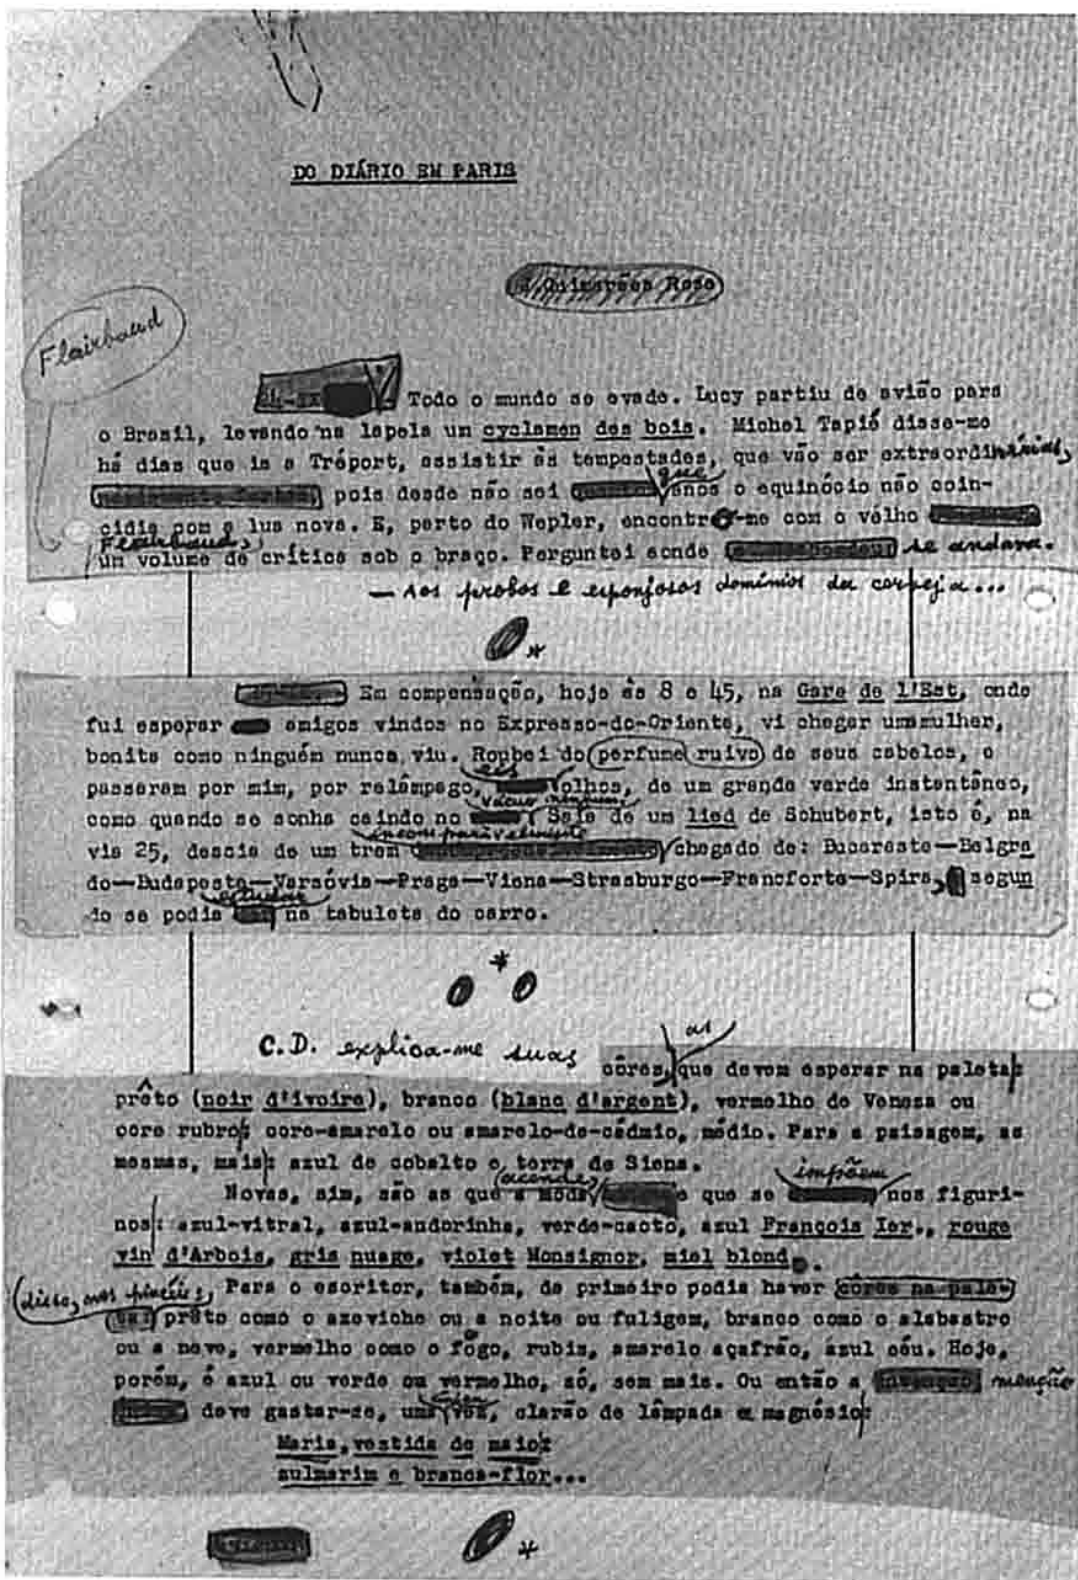 DO DIÁRIO EM PARIS
Guimarães Rosa
Flairbaud
Todo o mundo se evade. Lucy partiu de avião para
o Brasil, levando na lapela um cyclamen des bois. Michel Tapié disse-me
há dias que ia a Tréport, assistir às tempestades, que vão ser extraordinárias,
pois desde não sei que anos o equinócio não coin-
cidia com a lua nova. E, perto do Wepler, encontro-me com o velho
Flairbaud,
um volume de crítica sob o braço. Perguntei aonde se andava.
— Aos probos e esponjosos domínios da cerveja...
*
Em compensação, hoje às 8 e 45, na Gare de l'Est, onde
fui esperar amigos vindos no Expresso-do-Oriente, vi chegar uma mulher,
bonita como ninguém nunca viu. Roubei do perfume ruivo de seus cabelos, e
passaram por mim, por relâmpago, eis olhos, de um grande verde instantâneo,
como quando se sonha caindo no vácuo nenhum. Saía de um lied de Schubert, isto é, na
via 25, descia de um trem incomparàvelmente chegado de: Bucareste—Belgra
do—Budapeste—Varsóvia—Praga—Viena—Strasburgo—Francforte—Spira, segun
do se podia estudar na tabuleta do carro.
*
C.D. explica-me suas as
côres, que devem esperar na paleta:
prêto (noir d'ivoire), branco (blanc d'argent), vermelho de Veneza ou
ocre rubro; ocre-amarelo ou amarelo-de-cádmio, médio. Para a paisagem, as
mesmas, mais: azul de cobalto e terra de Siena.
Novas, sim, são as que a moda acende, e que se impõem nos figuri-
nos: azul-vitral, azul-andorinha, verde-cacto, azul François Ier., rouge
vin d'Arbois, gris nuage, violet Monsignor, miel blond.
Para o escritor, também, de primeiro podia haver côres na pale-
ta: prêto como o azeviche ou a noite ou fuligem, branco como o alabastro
ou a neve, vermelho como o fôgo, rubis, amarelo açafrão, azul céu. Hoje,
porém, é azul ou verde ou vermelho, só, sem mais. Ou então a menção
deve gastar-se, uma vez, clarão de lâmpada a magnésio:
Maria, vestida de maio:
sulmarim e branca-flor...
*